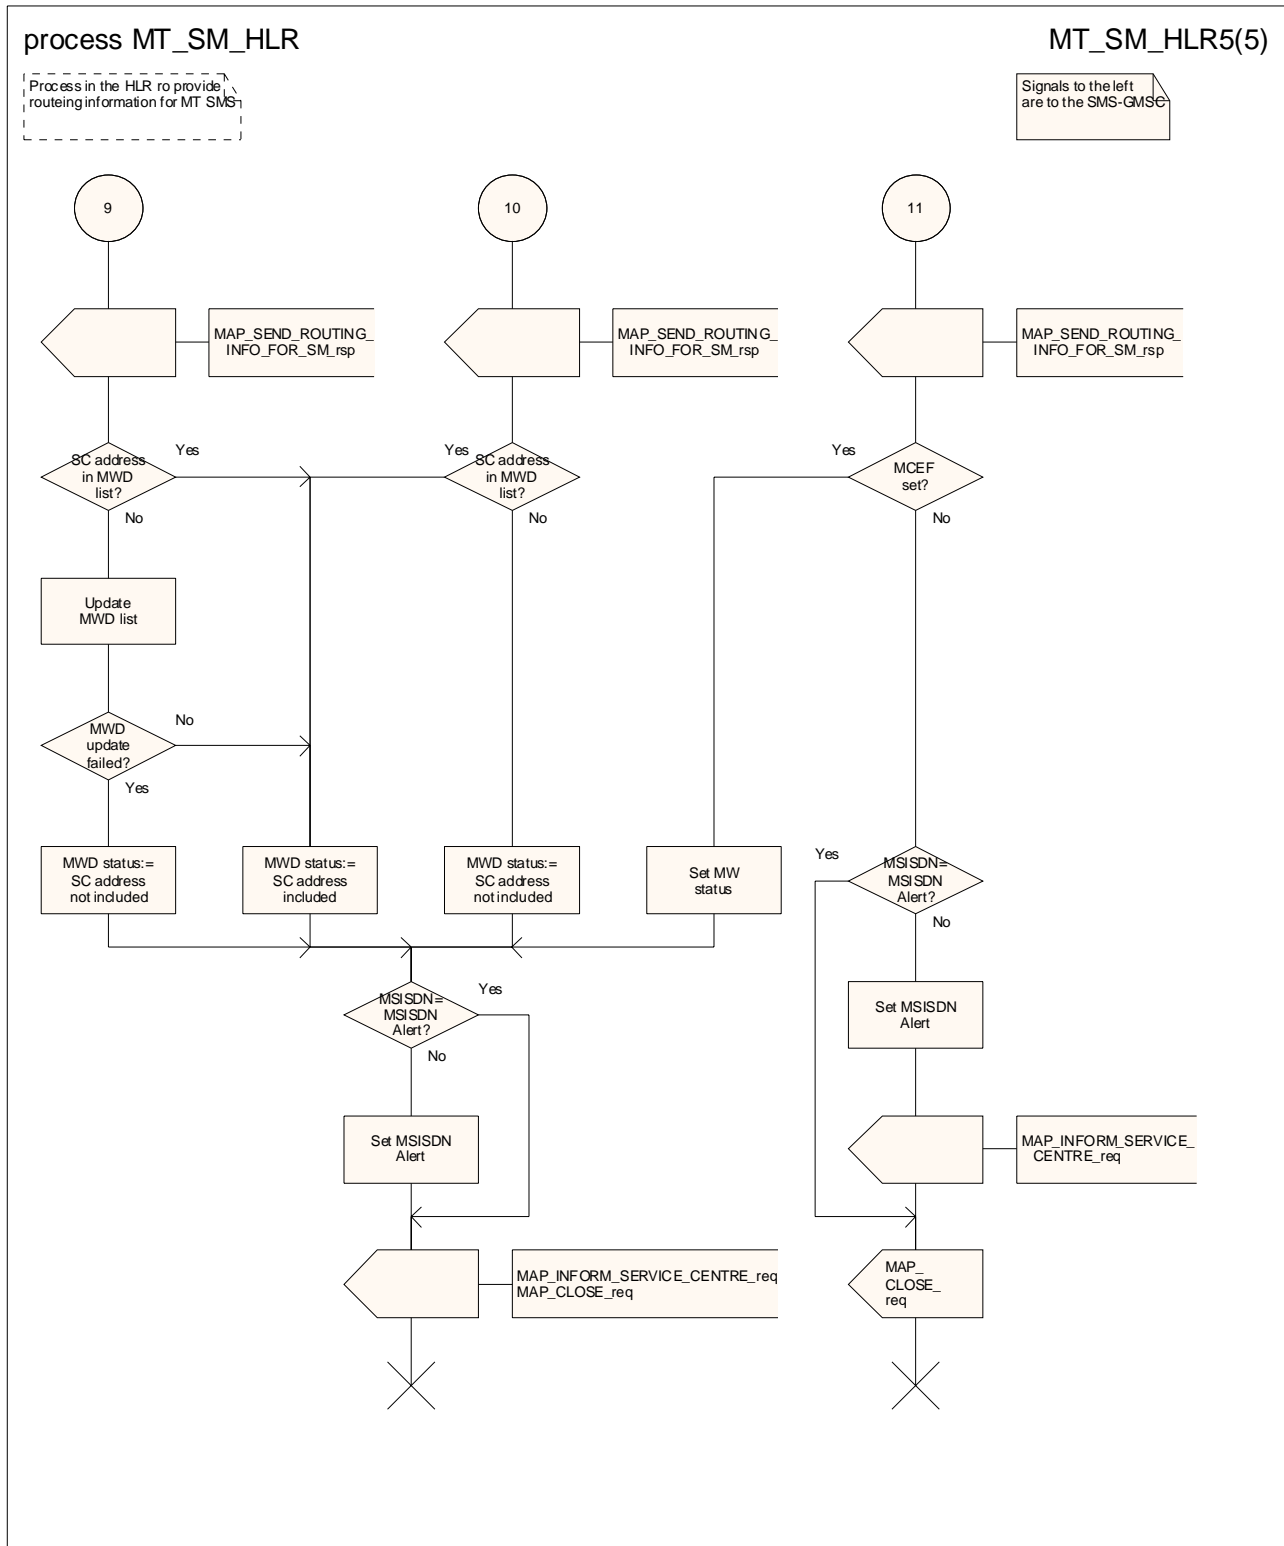 process MT_SM_HLR
MT_SM_HLR5(5)
Process in the HLR ro provide
routeing information for MT SMS
Signals to the left
are to the SMS-GMSC
9
10
11
MAP_SEND_ROUTING_
INFO_FOR_SM_rsp
MAP_SEND_ROUTING_
INFO_FOR_SM_rsp
MAP_SEND_ROUTING_
INFO_FOR_SM_rsp
SC address
in MWD
list?
Yes
No
Yes
SC address
in MWD
list?
No
Yes
MCEF
set?
No
Update
MWD list
MWD
update
failed?
No
Yes
MWD status:=
SC address
not included
MWD status:=
SC address
included
MWD status:=
SC address
not included
Set MW
status
Yes
MSISDN=
MSISDN
Alert?
No
MSISDN=
MSISDN
Alert?
Yes
No
Set MSISDN
Alert
Set MSISDN
Alert
MAP_INFORM_SERVICE_
CENTRE_req
MAP_INFORM_SERVICE_CENTRE_req
MAP_CLOSE_req
MAP_
CLOSE_
req